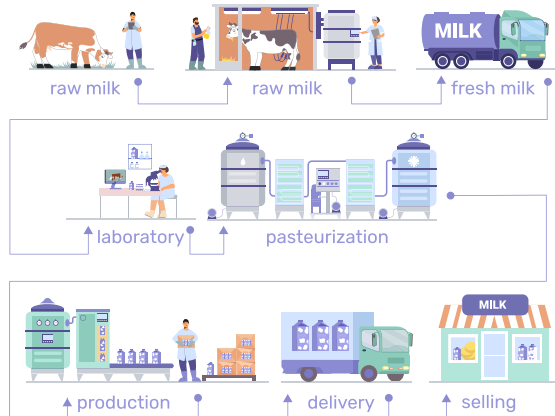 MILK
raw milk
raw milk
fresh milk
laboratory
pasteurization
MILK
production
delivery
selling